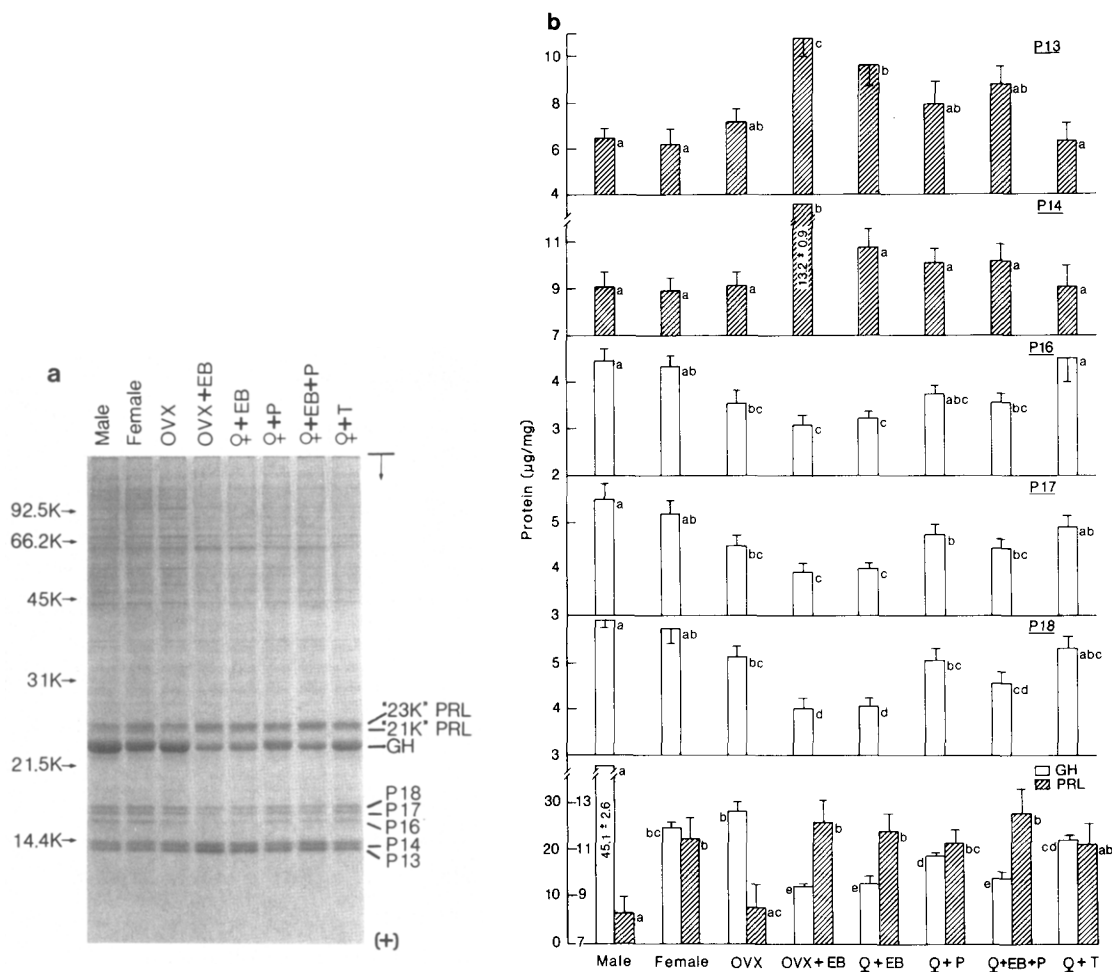 a
Male
Female
OVX
OVX+EB
♀+EB
♀+P
♀+EB+P
♀+T
92.5K→
66.2K→
45K→
31K→
21.5K→
14.4K→
"23K" PRL
"21K" PRL
GH
P18
P17
P16
P14
P13
(+)
b
Protein (µg/mg)
P13
10
8
6
4
a
a
ab
c
b
ab
ab
a
P14
11
9
7
a
a
a
b
13.2 ± 0.9
a
a
a
a
P16
4
3
2
a
ab
bc
c
c
abc
bc
a
P17
5
4
3
a
ab
bc
c
c
b
bc
ab
P18
5
4
3
a
ab
bc
d
d
bc
cd
abc
GH
PRL
30
20
10
0
13
11
9
7
a
45.1 ± 2.6
a
bc
b
b
ac
e
b
e
b
d
bc
e
b
cd
ab
Male
Female
OVX
OVX+EB
♀+EB
♀+P
♀+EB+P
♀+T